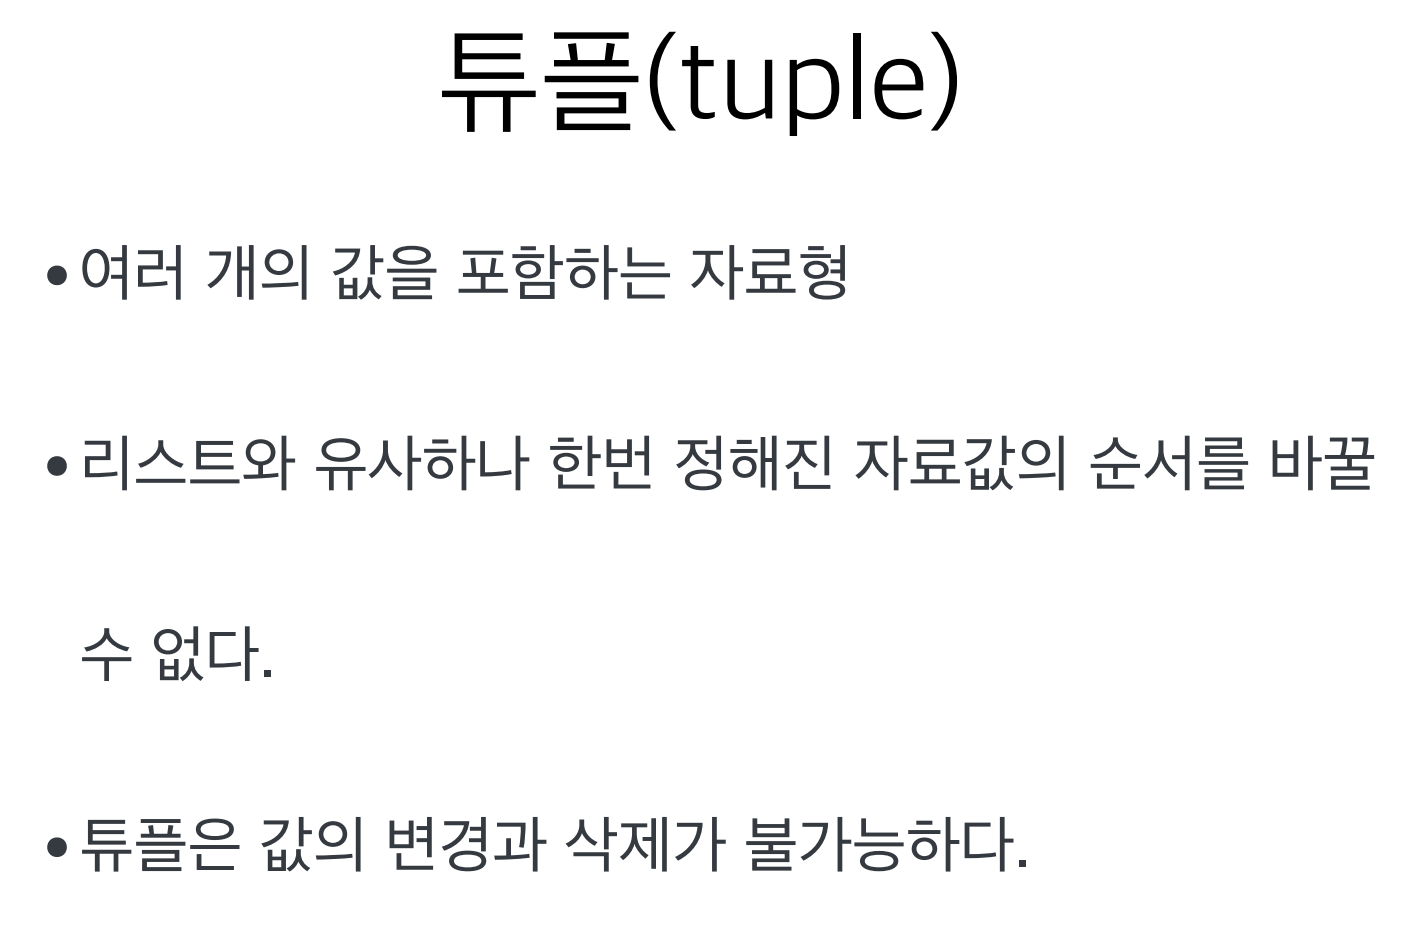 튜플(tuple)
•여러 개의 값을 포함하는 자료형
•리스트와 유사하나 한번 정해진 자료값의 순서를 바꿀
수 없다.
•튜플은 값의 변경과 삭제가 불가능하다.